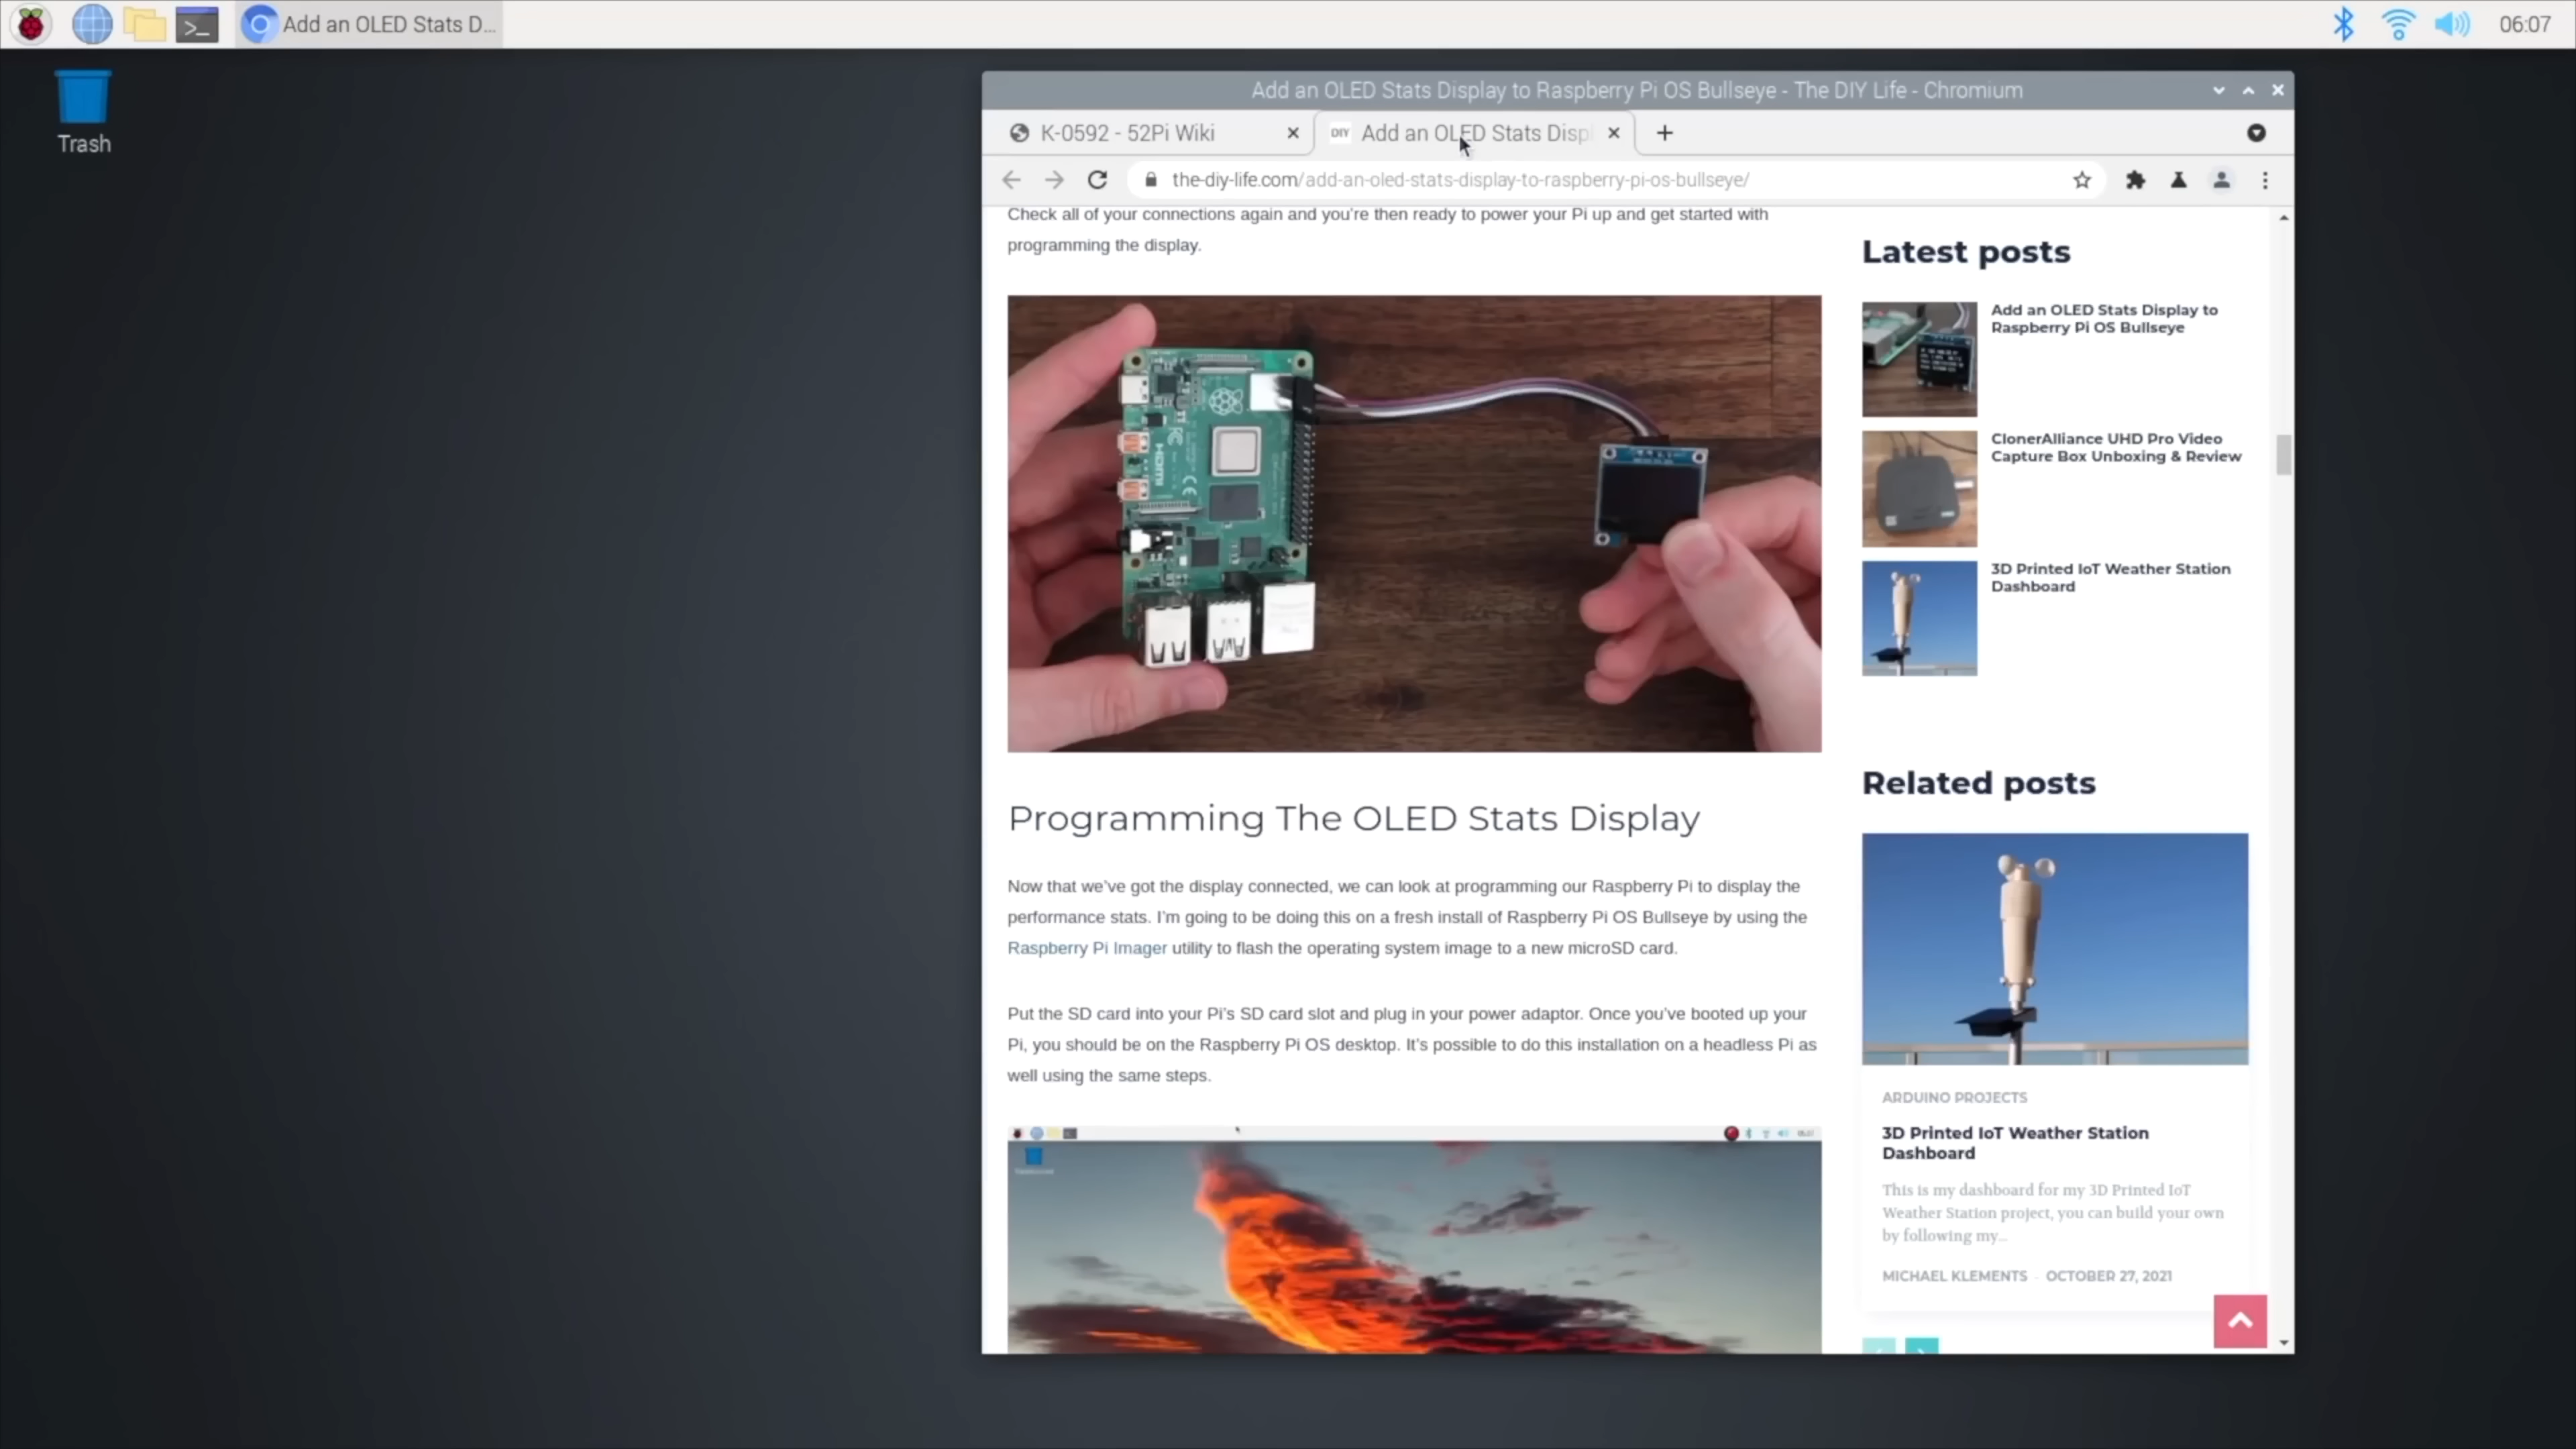 Add an OLED Stats D...
06:07
Trash
Add an OLED Stats Display to Raspberry Pi OS Bullseye - The DIY Life - Chromium
K-0592 - 52Pi Wiki
DIY Add an OLED Stats Disp
the-diy-life.com/add-an-oled-stats-display-to-raspberry-pi-os-bullseye/
Check all of your connections again and you're then ready to power your Pi up and get started with
programming the display.
HDMI
Programming The OLED Stats Display
Now that we've got the display connected, we can look at programming our Raspberry Pi to display the
performance stats. I'm going to be doing this on a fresh install of Raspberry Pi OS Bullseye by using the
Raspberry Pi Imager utility to flash the operating system image to a new microSD card.
Put the SD card into your Pi's SD card slot and plug in your power adaptor. Once you've booted up your
Pi, you should be on the Raspberry Pi OS desktop. It's possible to do this installation on a headless Pi as
well using the same steps.
Latest posts
Add an OLED Stats Display to
Raspberry Pi OS Bullseye
ClonerAlliance UHD Pro Video
Capture Box Unboxing & Review
3D Printed IoT Weather Station
Dashboard
Related posts
ARDUINO PROJECTS
3D Printed IoT Weather Station
Dashboard
This is my dashboard for my 3D Printed IoT
Weather Station project, you can build your own
by following my...
MICHAEL KLEMENTS - OCTOBER 27, 2021